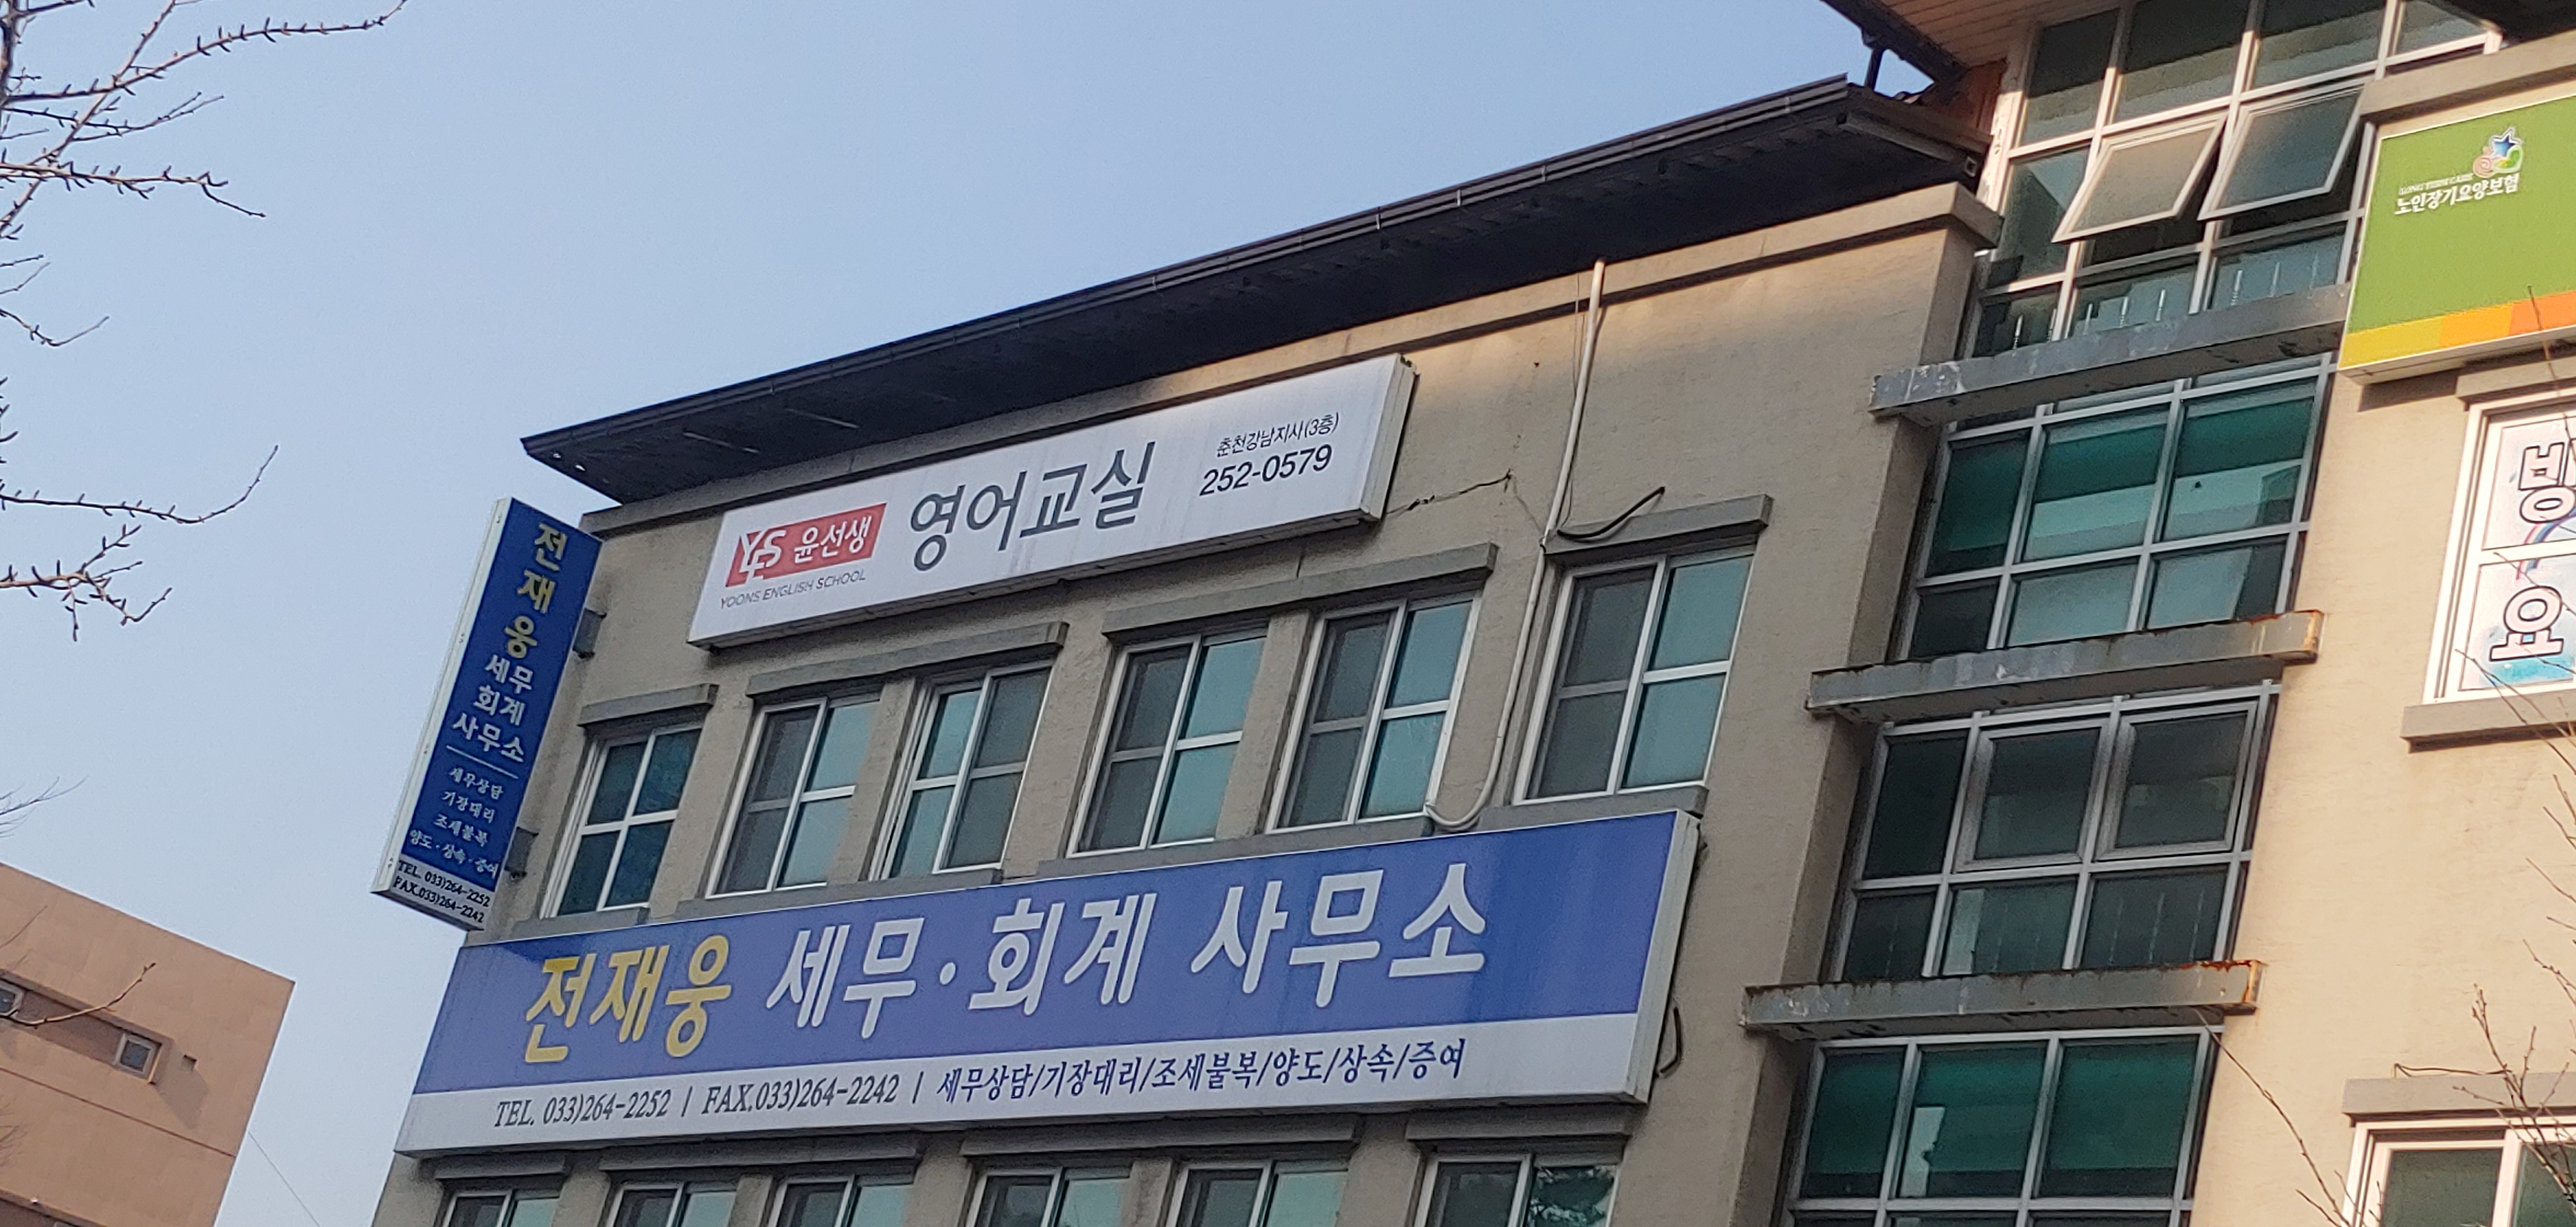 전재웅
세무
회계
사무소
세무상담
기장대리
조세불복
양도·상속·증여
TEL. 033)264-2252
FAX.033)264-2242
YES 윤선생
YOONS ENGLISH SCHOOL
영어교실
춘천강남지사(3층)
252-0579
전재웅 세무·회계 사무소
TEL. 033)264-2252 | FAX.033)264-2242 | 세무상담/기장대리/조세불복/양도/상속/증여
LONG TERM CARE
노인장기요양보험
방
요